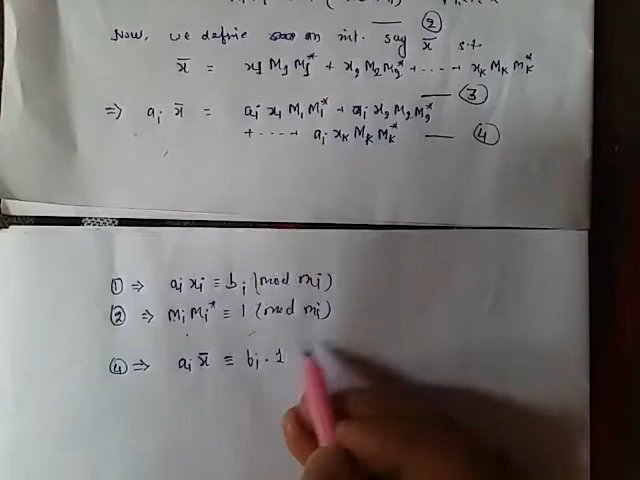 — ②
Now, we define an int. say x̄ s.t
x̄ = x₁ M₁ M₁* + x₂ M₂ M₂* + ---- + xₖ Mₖ Mₖ*
— ③
⇒ aᵢ x̄ = aᵢ x₁ M₁ M₁* + aᵢ x₂ M₂ M₂*
+ ---- + aᵢ xₖ Mₖ Mₖ* — ④
① ⇒ aᵢ xᵢ ≡ bᵢ (mod mᵢ)
② ⇒ Mᵢ Mᵢ* ≡ 1 (mod mᵢ)
④ ⇒ aᵢ x̄ ≡ bᵢ . 1